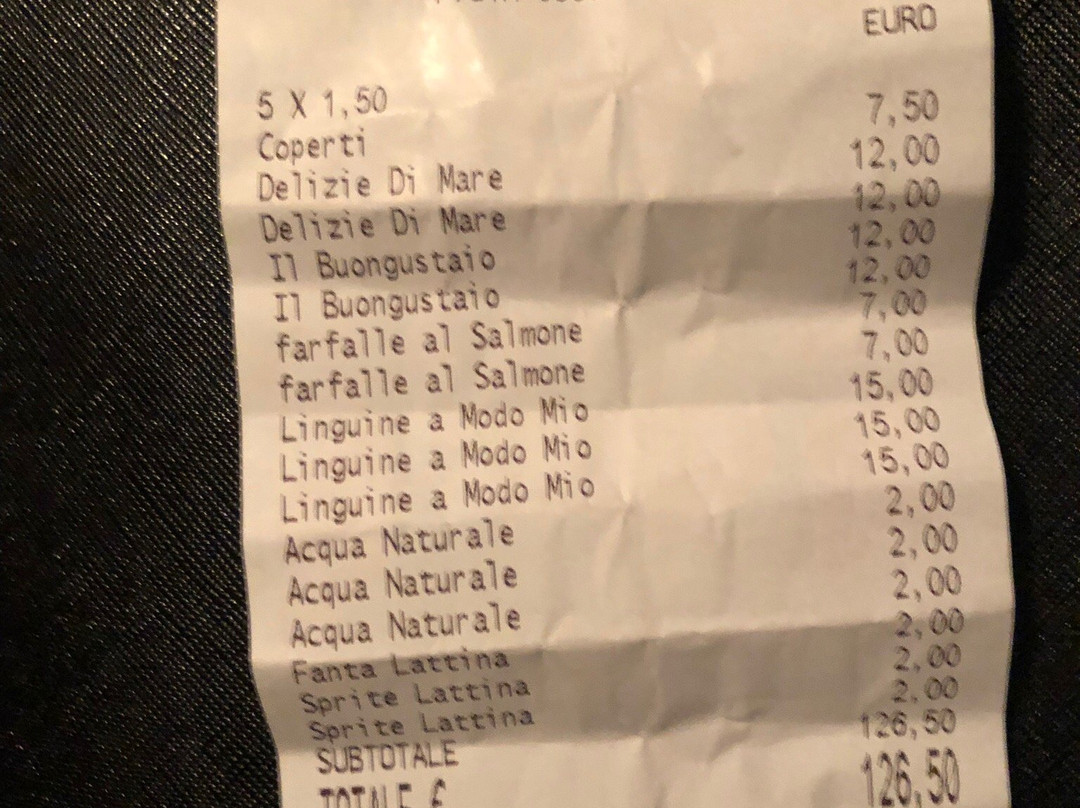 EURO
5 X 1,50
Coperti 7,50
Delizie Di Mare 12,00
Delizie Di Mare 12,00
Il Buongustaio 12,00
Il Buongustaio 12,00
farfalle al Salmone 7,00
farfalle al Salmone 7,00
Linguine a Modo Mio 15,00
Linguine a Modo Mio 15,00
Linguine a Modo Mio 15,00
Acqua Naturale 2,00
Acqua Naturale 2,00
Acqua Naturale 2,00
Fanta Lattina 2,00
Sprite Lattina 2,00
Sprite Lattina 2,00
SUBTOTALE 126,50
TOTALE £ 126,50